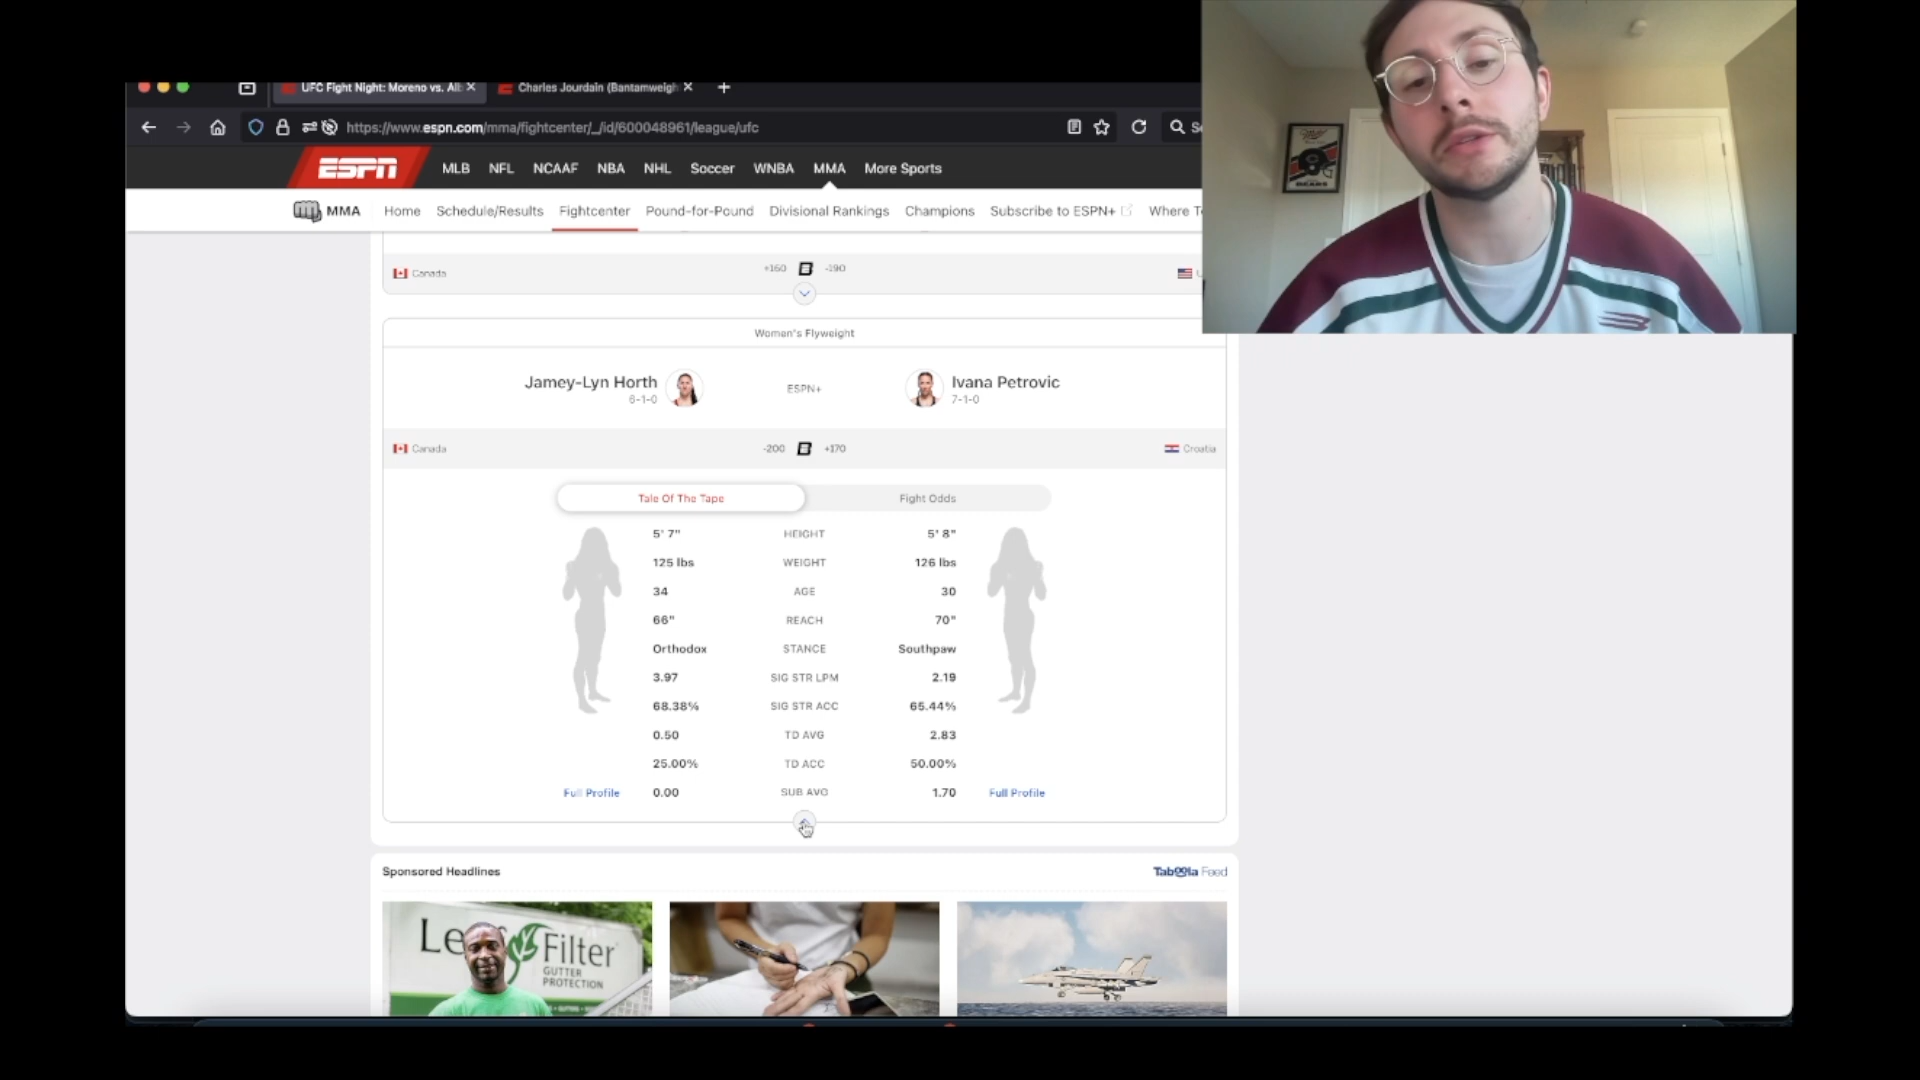 UFC Fight Night: Moreno vs. Alb
Charles Jourdain (Bantamweigh
https://www.espn.com/mma/fightcenter/_/id/600048961/league/ufc
ESPN MLB NFL NCAAF NBA NHL Soccer WNBA MMA More Sports
MMA Home Schedule/Results Fightcenter Pound-for-Pound Divisional Rankings Champions Subscribe to ESPN+ Where T
Canada +160 B -190
Women's Flyweight
Jamey-Lyn Horth ESPN+ Ivana Petrovic
6-1-0 7-1-0
Canada -200 B +170 Croatia
Tale Of The Tape Fight Odds
5' 7" HEIGHT 5' 8"
125 lbs WEIGHT 126 lbs
34 AGE 30
66" REACH 70"
Orthodox STANCE Southpaw
3.97 SIG STR LPM 2.19
68.38% SIG STR ACC 65.44%
0.50 TD AVG 2.83
25.00% TD ACC 50.00%
Full Profile 0.00 SUB AVG 1.70 Full Profile
Sponsored Headlines Taboola Feed
Filter
GUTTER
PROTECTION
BEARS